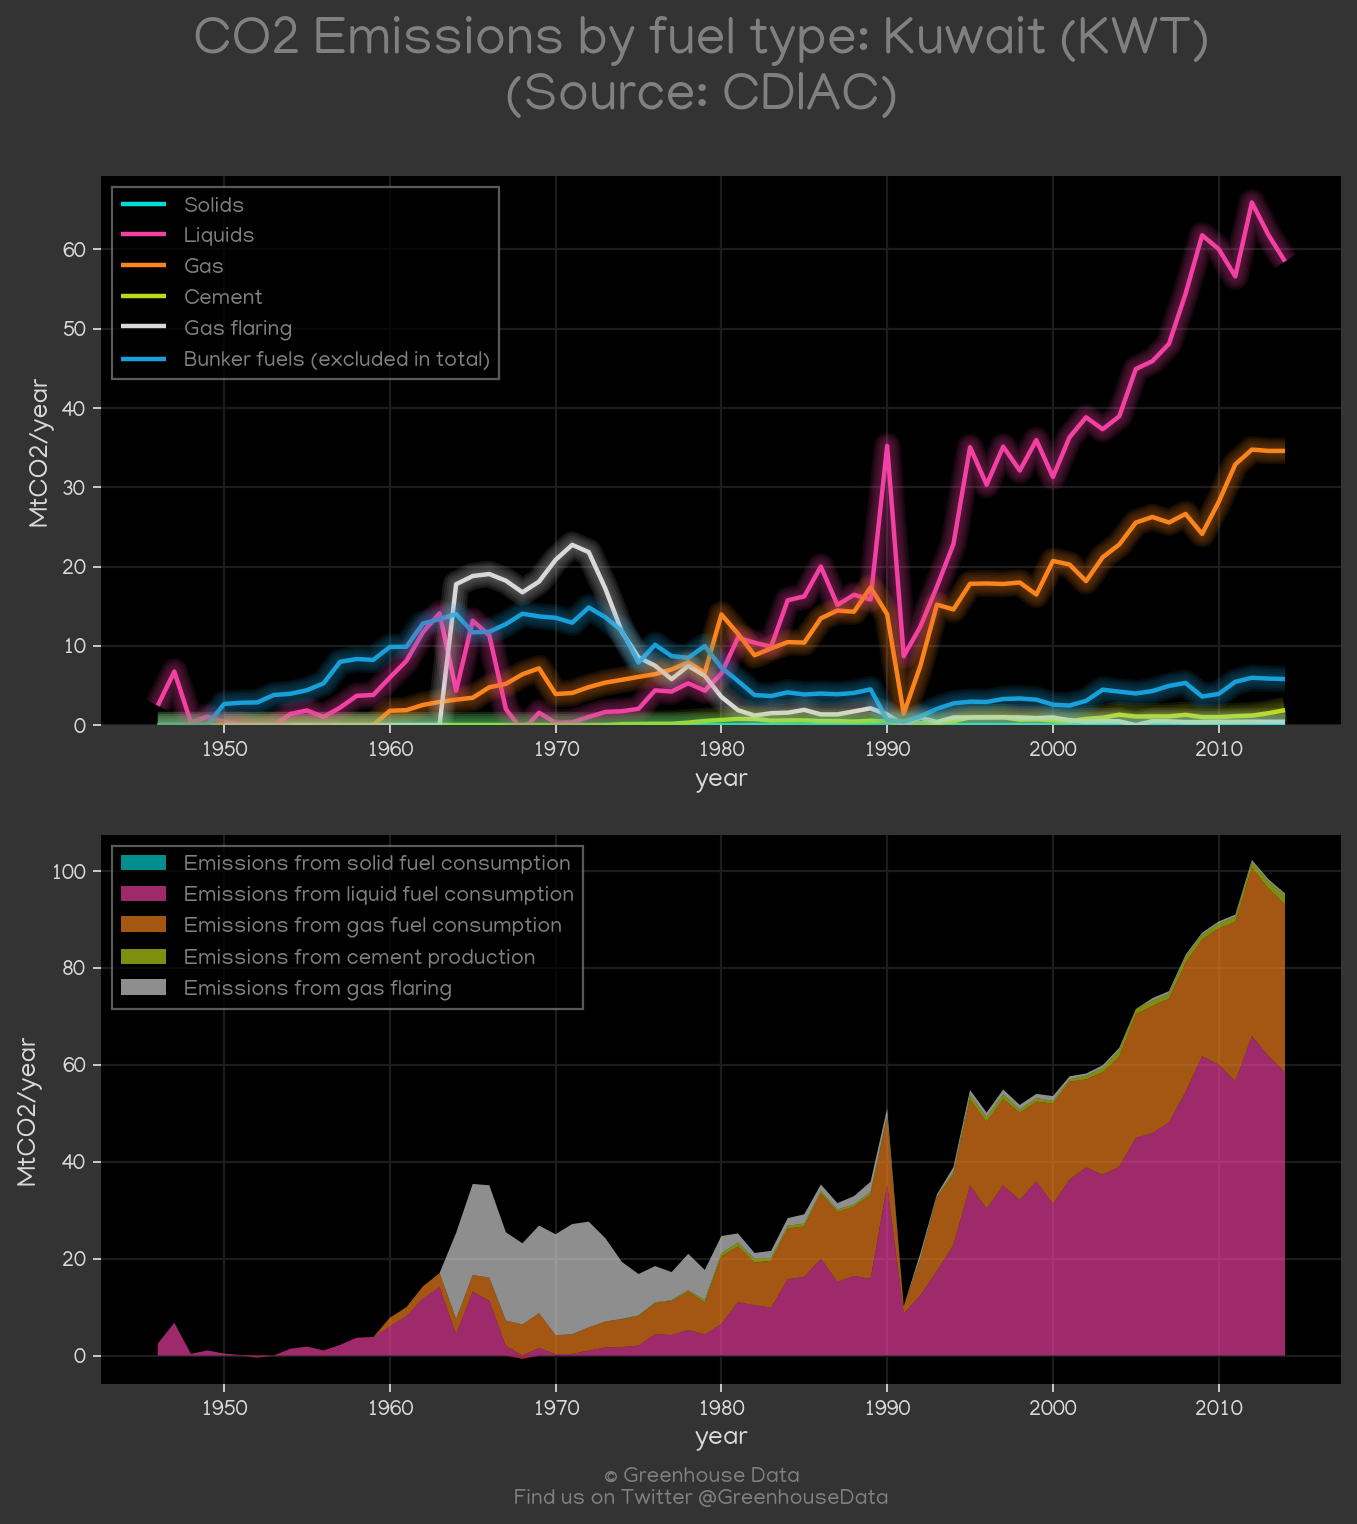 CO2 Emissions by fuel type: Kuwait (KWT)
(Source: CDIAC)
Solids
Liquids
Gas
Cement
Gas flaring
Bunker fuels (excluded in total)
MtCO2/year
60
50
40
30
20
10
0
1950 1960 1970 1980 1990 2000 2010
year
Emissions from solid fuel consumption
Emissions from liquid fuel consumption
Emissions from gas fuel consumption
Emissions from cement production
Emissions from gas flaring
MtCO2/year
100
80
60
40
20
0
1950 1960 1970 1980 1990 2000 2010
year
© Greenhouse Data
Find us on Twitter @GreenhouseData